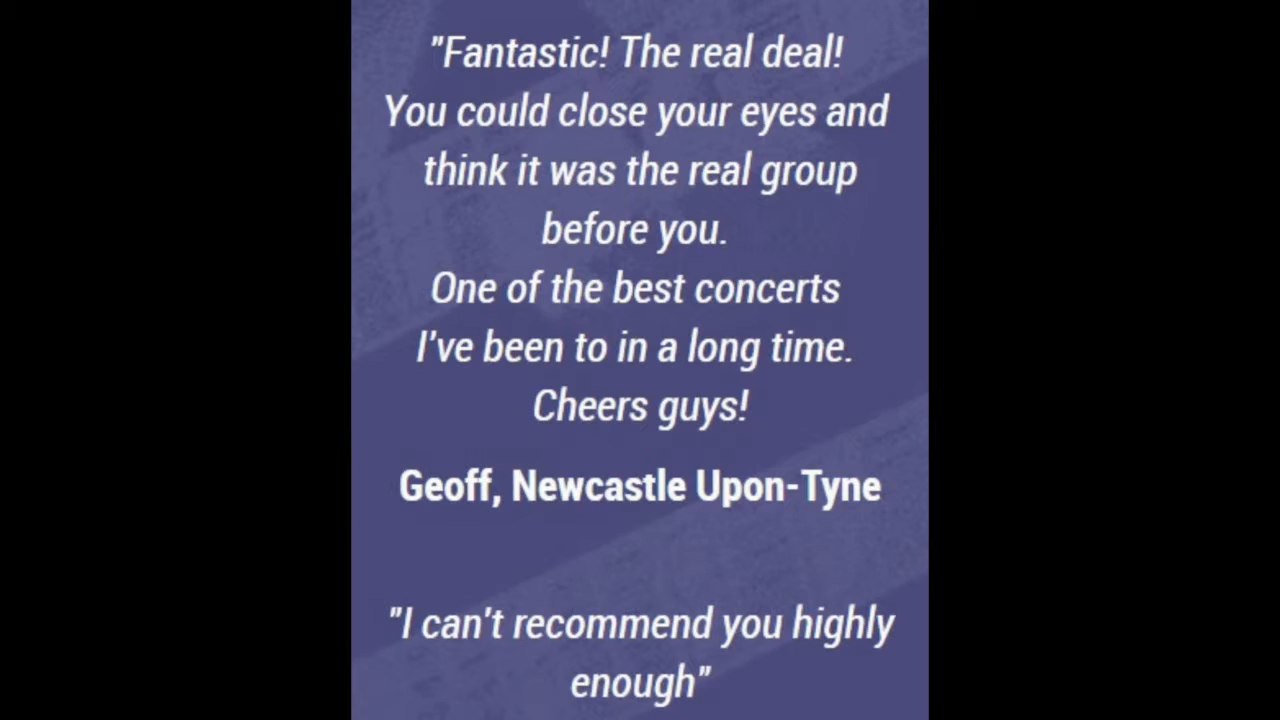 "Fantastic! The real deal!
You could close your eyes and
think it was the real group
before you.
One of the best concerts
I've been to in a long time.
Cheers guys!
Geoff, Newcastle Upon-Tyne
"I can't recommend you highly
enough"